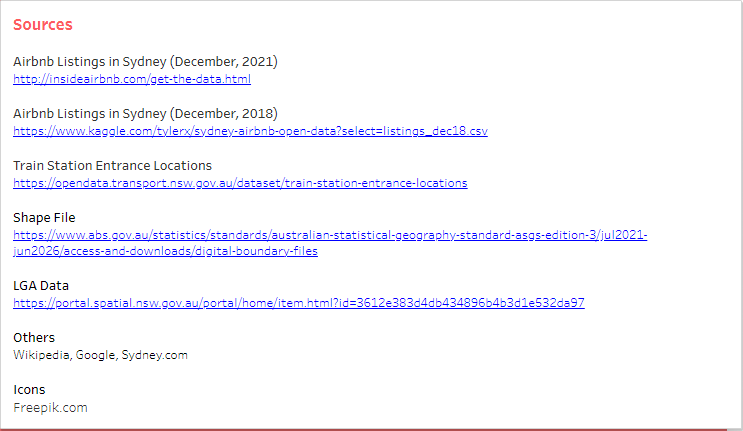 Sources
Airbnb Listings in Sydney (December, 2021)
http://insideairbnb.com/get-the-data.html
Airbnb Listings in Sydney (December, 2018)
https://www.kaggle.com/tylerx/sydney-airbnb-open-data?select=listings_dec18.csv
Train Station Entrance Locations
https://opendata.transport.nsw.gov.au/dataset/train-station-entrance-locations
Shape File
https://www.abs.gov.au/statistics/standards/australian-statistical-geography-standard-asgs-edition-3/jul2021-
jun2026/access-and-downloads/digital-boundary-files
LGA Data
https://portal.spatial.nsw.gov.au/portal/home/item.html?id=3612e383d4db434896b4b3d1e532da97
Others
Wikipedia, Google, Sydney.com
Icons
Freepik.com